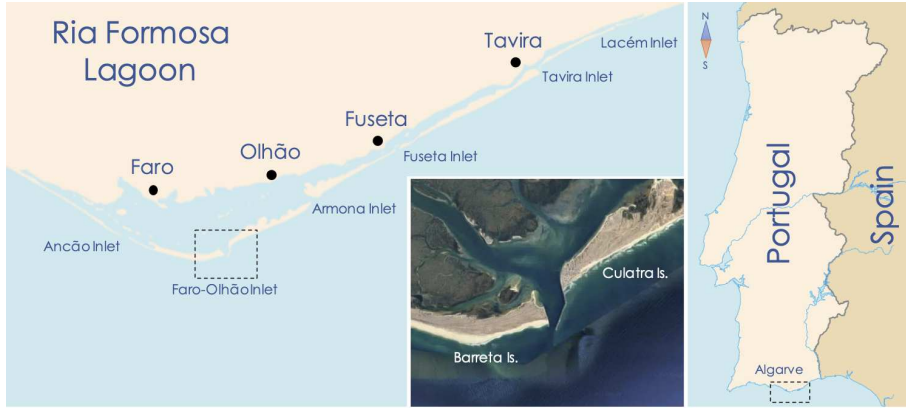 Ria Formosa
Lagoon
Tavira
Lacém Inlet
Tavira Inlet
Fuseta
Fuseta Inlet
Olhão
Faro
Armona Inlet
Ancão Inlet
Faro-Olhão Inlet
Culatra Is.
Barreta Is.
N
S
Portugal
Spain
Algarve